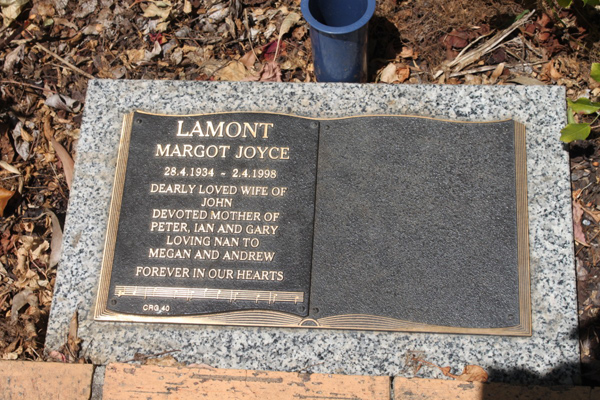 LAMONT
MARGOT JOYCE
28.4.1934 - 2.4.1998
DEARLY LOVED WIFE OF
JOHN
DEVOTED MOTHER OF
PETER, IAN AND GARY
LOVING NAN TO
MEGAN AND ANDREW
FOREVER IN OUR HEARTS
CRG 40